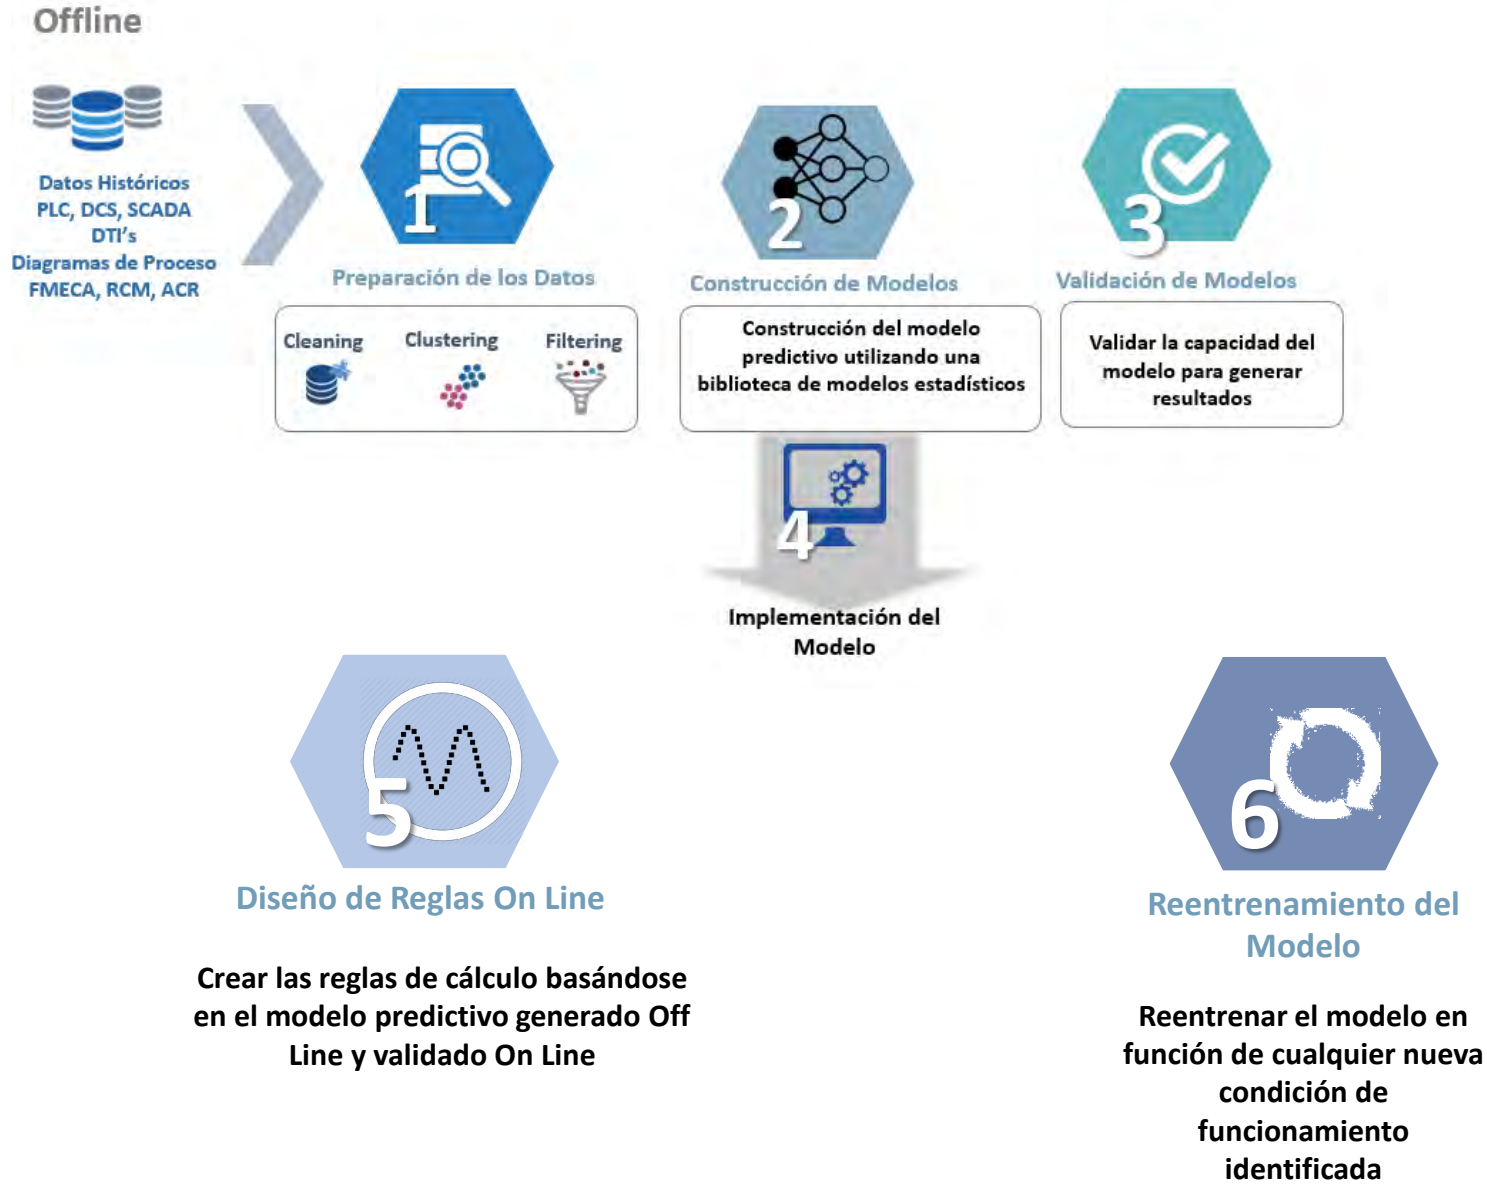 Offline
Datos Históricos
PLC, DCS, SCADA
DTI's
Diagramas de Proceso
FMECA, RCM, ACR
1
Preparación de los Datos
Cleaning
Clustering
Filtering
2
Construcción de Modelos
Construcción del modelo
predictivo utilizando una
biblioteca de modelos estadísticos
3
Validación de Modelos
Validar la capacidad del
modelo para generar
resultados
4
Implementación del
Modelo
5
Diseño de Reglas On Line
Crear las reglas de cálculo basándose
en el modelo predictivo generado Off
Line y validado On Line
6
Reentrenamiento del
Modelo
Reentrenar el modelo en
función de cualquier nueva
condición de
funcionamiento
identificada